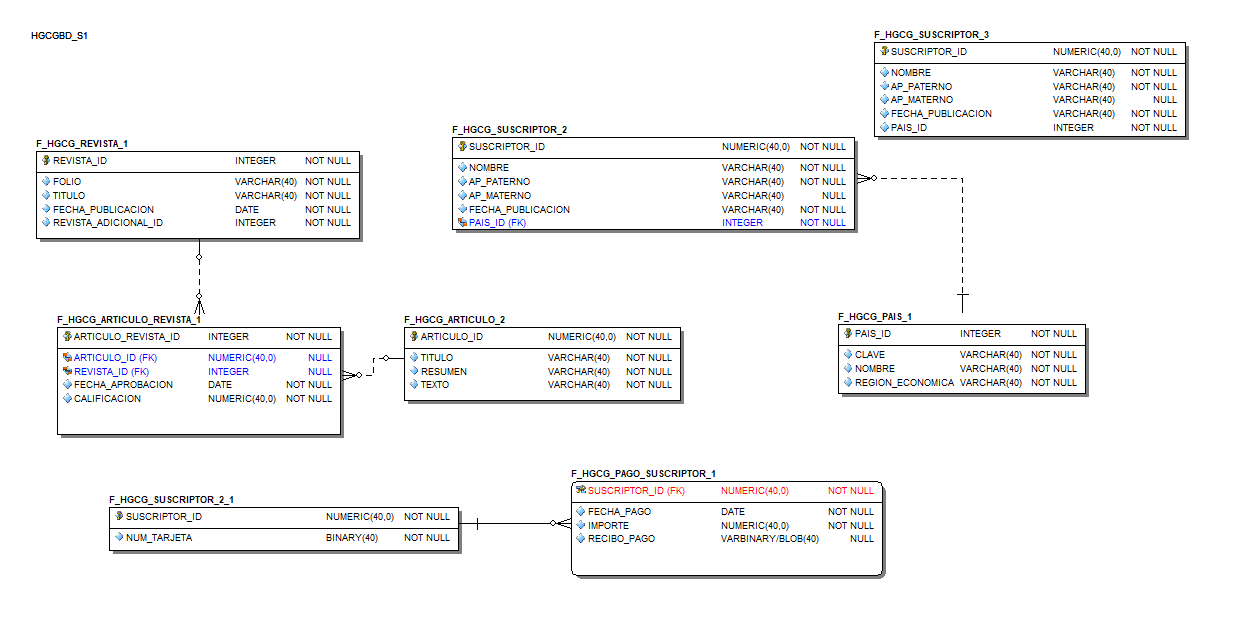 HGCGBD_S1
F_HGCG_SUSCRIPTOR_3
SUSCRIPTOR_ID NUMERIC(40,0) NOT NULL
NOMBRE VARCHAR(40) NOT NULL
AP_PATERNO VARCHAR(40) NOT NULL
AP_MATERNO VARCHAR(40) NULL
FECHA_PUBLICACION VARCHAR(40) NOT NULL
PAIS_ID INTEGER NOT NULL
F_HGCG_SUSCRIPTOR_2
SUSCRIPTOR_ID NUMERIC(40,0) NOT NULL
NOMBRE VARCHAR(40) NOT NULL
AP_PATERNO VARCHAR(40) NOT NULL
AP_MATERNO VARCHAR(40) NULL
FECHA_PUBLICACION VARCHAR(40) NOT NULL
PAIS_ID (FK) INTEGER NOT NULL
F_HGCG_REVISTA_1
REVISTA_ID INTEGER NOT NULL
FOLIO VARCHAR(40) NOT NULL
TITULO VARCHAR(40) NOT NULL
FECHA_PUBLICACION DATE NOT NULL
REVISTA_ADICIONAL_ID INTEGER NOT NULL
F_HGCG_ARTICULO_REVISTA_1
ARTICULO_REVISTA_ID INTEGER NOT NULL
ARTICULO_ID (FK) NUMERIC(40,0) NULL
REVISTA_ID (FK) INTEGER NULL
FECHA_APROBACION DATE NOT NULL
CALIFICACION NUMERIC(40,0) NOT NULL
F_HGCG_ARTICULO_2
ARTICULO_ID NUMERIC(40,0) NOT NULL
TITULO VARCHAR(40) NOT NULL
RESUMEN VARCHAR(40) NOT NULL
TEXTO VARCHAR(40) NOT NULL
F_HGCG_PAIS_1
PAIS_ID INTEGER NOT NULL
CLAVE VARCHAR(40) NOT NULL
NOMBRE VARCHAR(40) NOT NULL
REGION_ECONOMICA VARCHAR(40) NOT NULL
F_HGCG_SUSCRIPTOR_2_1
SUSCRIPTOR_ID NUMERIC(40,0) NOT NULL
NUM_TARJETA BINARY(40) NOT NULL
F_HGCG_PAGO_SUSCRIPTOR_1
SUSCRIPTOR_ID (FK) NUMERIC(40,0) NOT NULL
FECHA_PAGO DATE NOT NULL
IMPORTE NUMERIC(40,0) NOT NULL
RECIBO_PAGO VARBINARY/BLOB(40) NULL